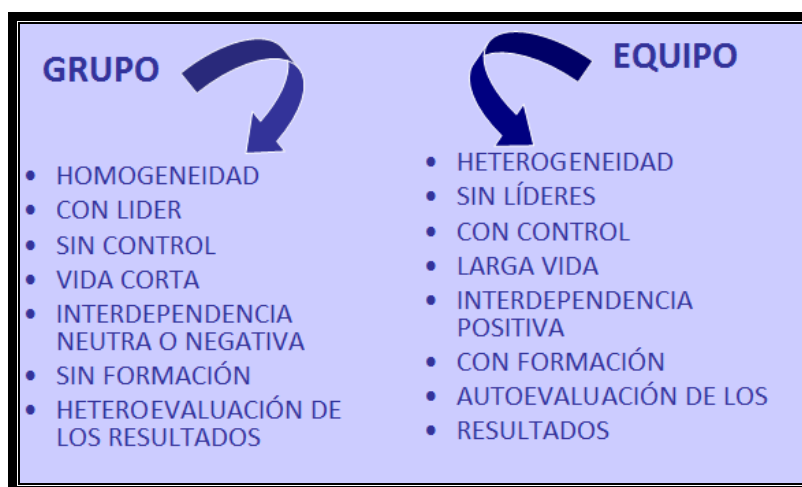 GRUPO
• HOMOGENEIDAD
• CON LIDER
• SIN CONTROL
• VIDA CORTA
• INTERDEPENDENCIA
NEUTRA O NEGATIVA
• SIN FORMACIÓN
• HETEROEVALUACIÓN DE
LOS RESULTADOS
EQUIPO
• HETEROGENEIDAD
• SIN LÍDERES
• CON CONTROL
• LARGA VIDA
• INTERDEPENDENCIA
POSITIVA
• CON FORMACIÓN
• AUTOEVALUACIÓN DE LOS
• RESULTADOS